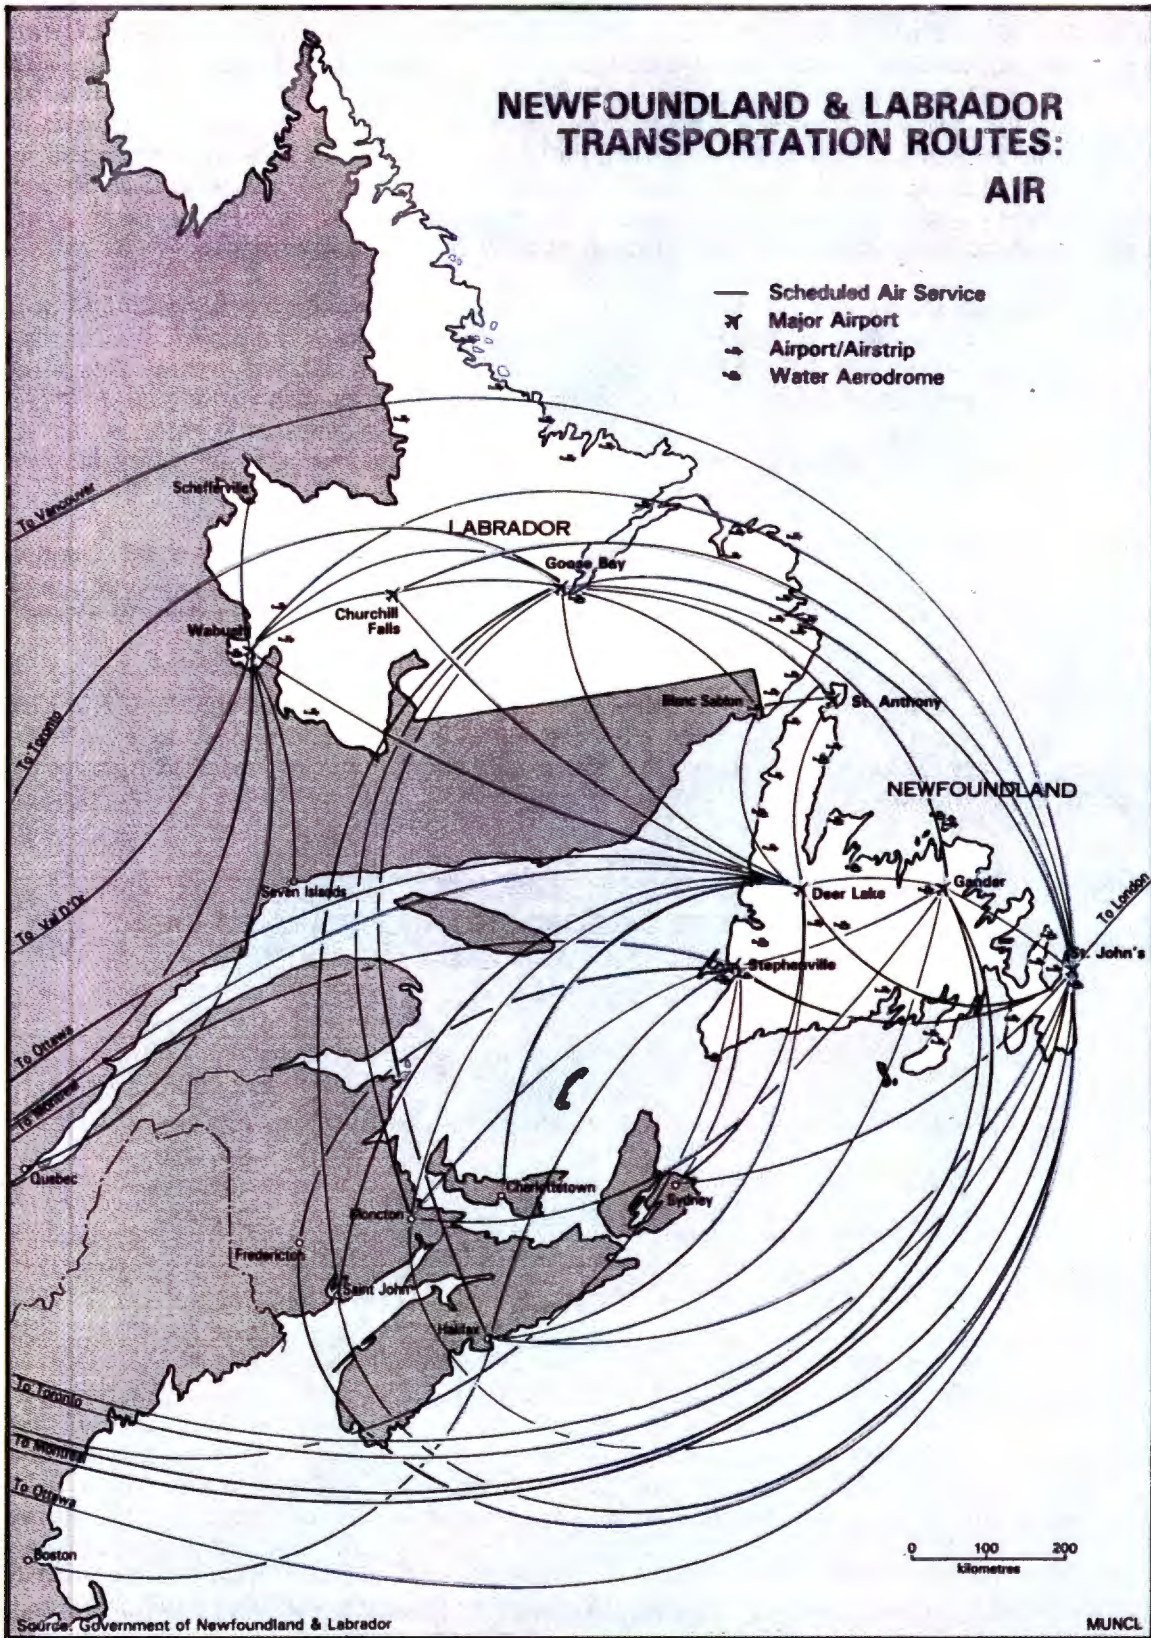 NEWFOUNDLAND & LABRADOR
TRANSPORTATION ROUTES:
AIR
Scheduled Air Service
Major Airport
Airport/Airstrip
Water Aerodrome
To Vancouver
Schefferville
LABRADOR
Goose Bay
Churchill
Falls
Wabush
To Toronto
Blanc Sablon
St. Anthony
NEWFOUNDLAND
Seven Islands
Deer Lake
Gander
To London
To Val D'Or
St. John's
Stephenville
To Ottawa
To Montreal
Quebec
Charlottetown
Sydney
Moncton
Fredericton
Saint John
Halifax
To Toronto
To Montreal
To Ottawa
Boston
0 100 200
kilometres
Source: Government of Newfoundland & Labrador
MUNCL